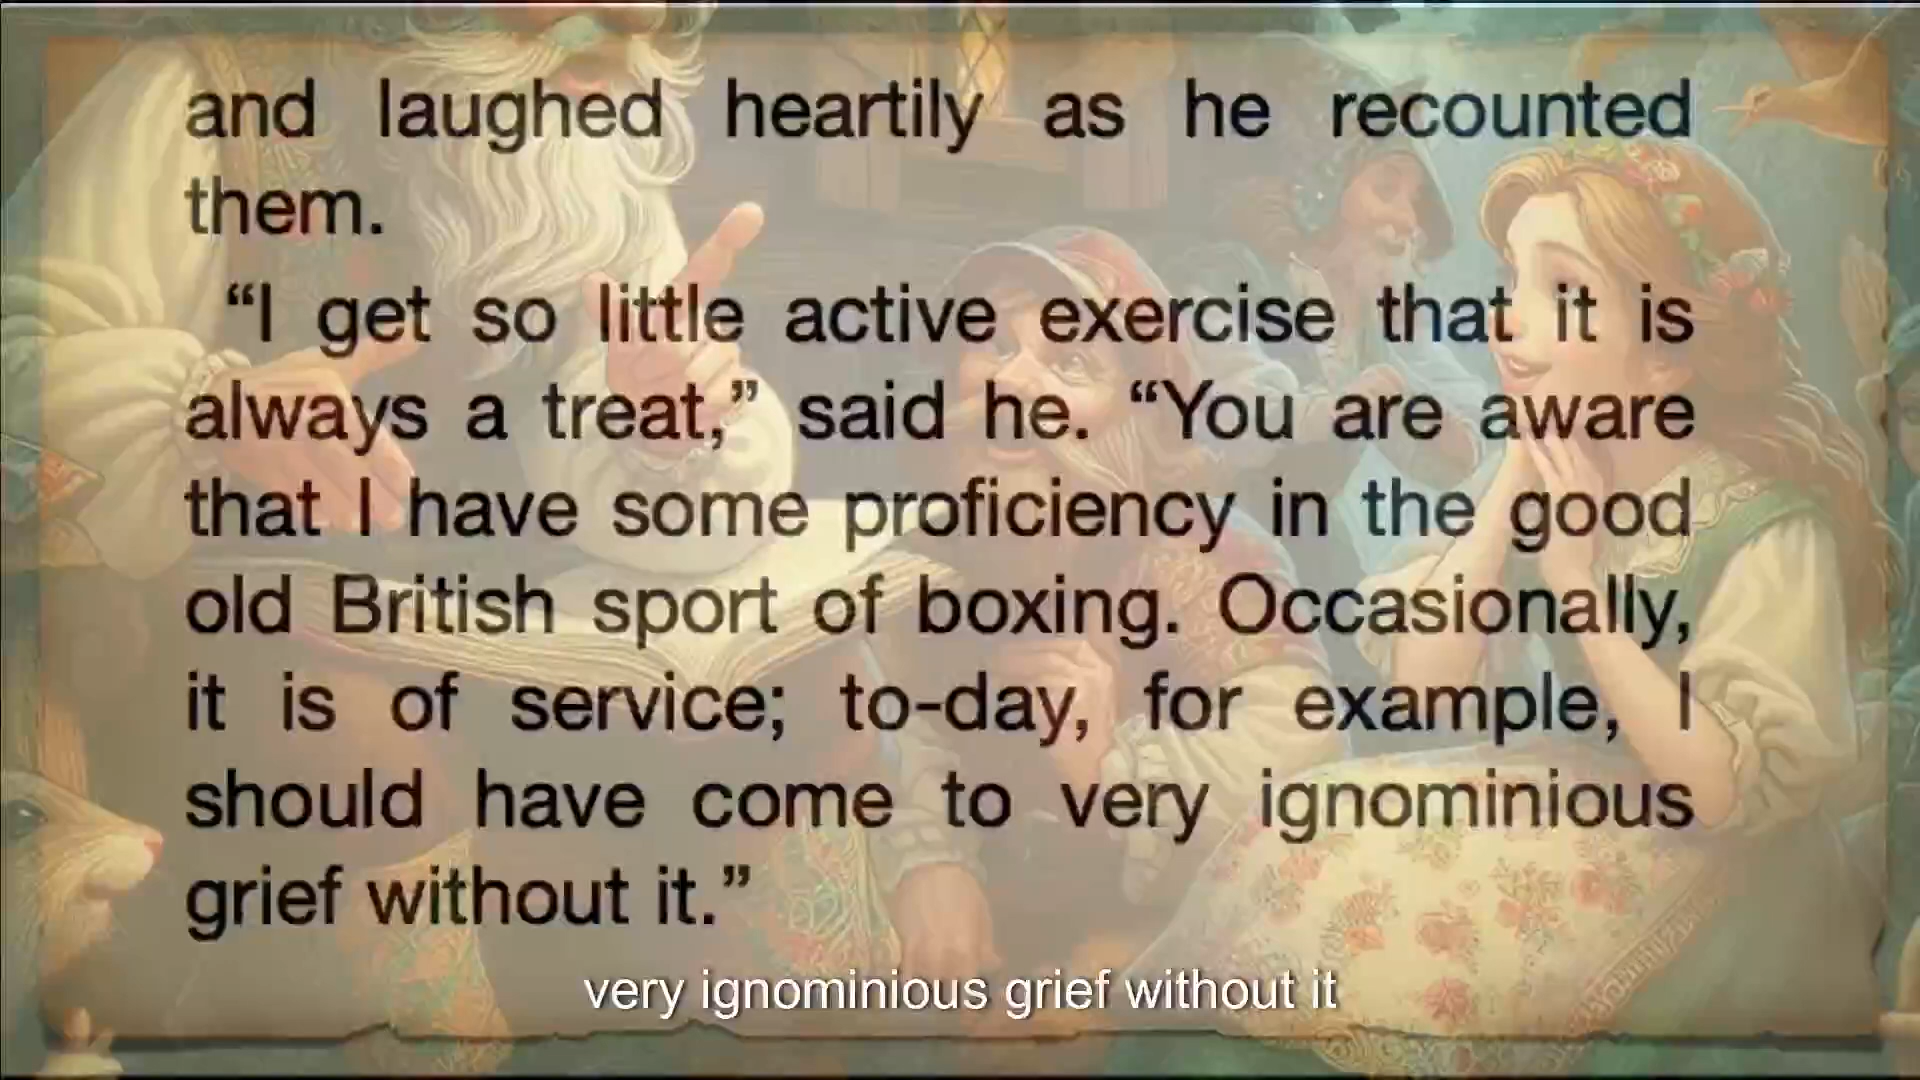 and laughed heartily as he recounted
them.
“I get so little active exercise that it is
always a treat,” said he. “You are aware
that I have some proficiency in the good
old British sport of boxing. Occasionally,
it is of service; to-day, for example, I
should have come to very ignominious
grief without it.”
very ignominious grief without it